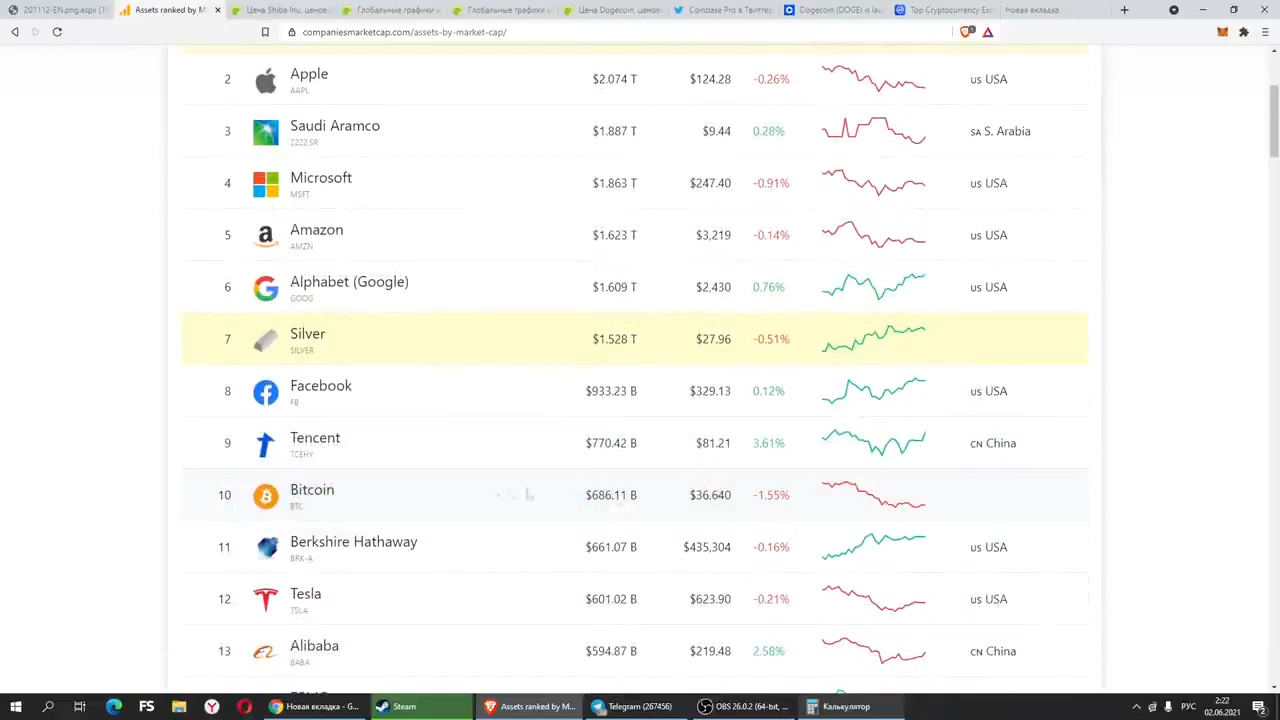 201112-EN.png.aspx (1
Assets ranked by M
Цена Shiba Inu, ценов
Глобальные графики к
Глобальные графики к
Цена Dogecoin, ценов
Coinbase Pro в Твиттер
Dogecoin (DOGE) is lau
Top Cryptocurrency Exc
Новая вкладка
companiesmarketcap.com/assets-by-market-cap/
2 Apple $2.074 T $124.28 -0.26% us USA
AAPL
3 Saudi Aramco $1.887 T $9.44 0.28% SA S. Arabia
2222.SR
4 Microsoft $1.863 T $247.40 -0.91% us USA
MSFT
5 Amazon $1.623 T $3,219 -0.14% us USA
AMZN
6 Alphabet (Google) $1.609 T $2,430 0.76% us USA
GOOG
7 Silver $1.528 T $27.96 -0.51%
SILVER
8 Facebook $933.23 B $329.13 0.12% us USA
FB
9 Tencent $770.42 B $81.21 3.61% CN China
TCEHY
10 Bitcoin $686.11 B $36,640 -1.55%
BTC
11 Berkshire Hathaway $661.07 B $435,304 -0.16% us USA
BRK-A
12 Tesla $601.02 B $623.90 -0.21% us USA
TSLA
13 Alibaba $594.87 B $219.48 2.58% CN China
BABA
FS
Новая вкладка - G...
Steam
Assets ranked by M...
Telegram (267456)
OBS 26.0.2 (64-bit, ...
Калькулятор
РУС
2:22
02.06.2021